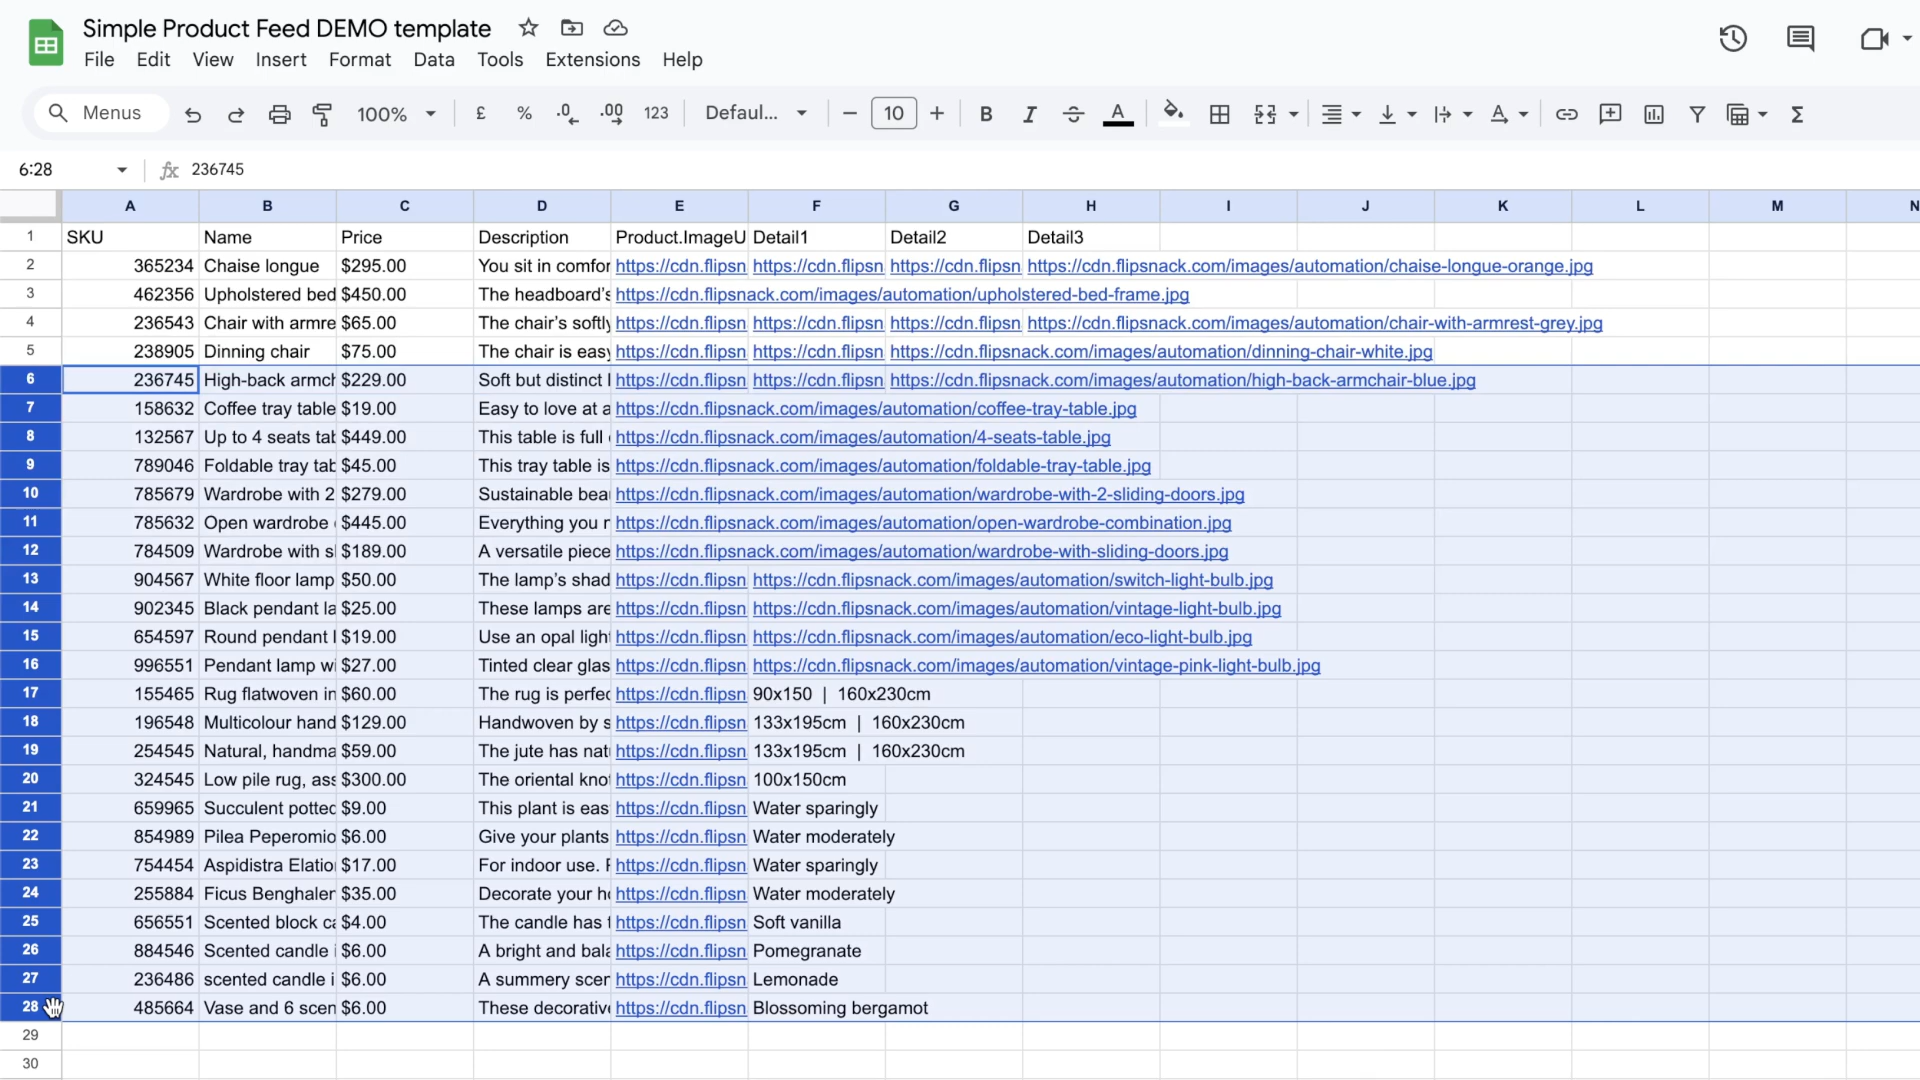 Simple Product Feed DEMO template
File Edit View Insert Format Data Tools Extensions Help
Menus 100% £ % .0 .00 123 Defaul... 10 B I A
6:28 fx 236745
A B C D E F G H I J K L M N
1 SKU Name Price Description Product.ImageU Detail1 Detail2 Detail3
2 365234 Chaise longue $295.00 You sit in comfor https://cdn.flipsn https://cdn.flipsn https://cdn.flipsn https://cdn.flipsnack.com/images/automation/chaise-longue-orange.jpg
3 462356 Upholstered bed $450.00 The headboard's https://cdn.flipsnack.com/images/automation/upholstered-bed-frame.jpg
4 236543 Chair with armre $65.00 The chair's softly https://cdn.flipsn https://cdn.flipsn https://cdn.flipsn https://cdn.flipsnack.com/images/automation/chair-with-armrest-grey.jpg
5 238905 Dinning chair $75.00 The chair is easy https://cdn.flipsn https://cdn.flipsn https://cdn.flipsnack.com/images/automation/dinning-chair-white.jpg
6 236745 High-back armch $229.00 Soft but distinct l https://cdn.flipsn https://cdn.flipsn https://cdn.flipsnack.com/images/automation/high-back-armchair-blue.jpg
7 158632 Coffee tray table $19.00 Easy to love at a https://cdn.flipsnack.com/images/automation/coffee-tray-table.jpg
8 132567 Up to 4 seats tab $449.00 This table is full https://cdn.flipsnack.com/images/automation/4-seats-table.jpg
9 789046 Foldable tray tab $45.00 This tray table is https://cdn.flipsnack.com/images/automation/foldable-tray-table.jpg
10 785679 Wardrobe with 2 $279.00 Sustainable bea https://cdn.flipsnack.com/images/automation/wardrobe-with-2-sliding-doors.jpg
11 785632 Open wardrobe $445.00 Everything you r https://cdn.flipsnack.com/images/automation/open-wardrobe-combination.jpg
12 784509 Wardrobe with s $189.00 A versatile piece https://cdn.flipsnack.com/images/automation/wardrobe-with-sliding-doors.jpg
13 904567 White floor lamp $50.00 The lamp's shad https://cdn.flipsn https://cdn.flipsnack.com/images/automation/switch-light-bulb.jpg
14 902345 Black pendant la $25.00 These lamps are https://cdn.flipsn https://cdn.flipsnack.com/images/automation/vintage-light-bulb.jpg
15 654597 Round pendant l $19.00 Use an opal light https://cdn.flipsn https://cdn.flipsnack.com/images/automation/eco-light-bulb.jpg
16 996551 Pendant lamp wi $27.00 Tinted clear glas https://cdn.flipsn https://cdn.flipsnack.com/images/automation/vintage-pink-light-bulb.jpg
17 155465 Rug flatwoven in $60.00 The rug is perfec https://cdn.flipsn 90x150 | 160x230cm
18 196548 Multicolour hand $129.00 Handwoven by s https://cdn.flipsn 133x195cm | 160x230cm
19 254545 Natural, handma $59.00 The jute has nat https://cdn.flipsn 133x195cm | 160x230cm
20 324545 Low pile rug, ass $300.00 The oriental kno https://cdn.flipsn 100x150cm
21 659965 Succulent potted $9.00 This plant is eas https://cdn.flipsn Water sparingly
22 854989 Pilea Peperomio $6.00 Give your plants https://cdn.flipsn Water moderately
23 754454 Aspidistra Elatio $17.00 For indoor use. F https://cdn.flipsn Water sparingly
24 255884 Ficus Benghaler $35.00 Decorate your ho https://cdn.flipsn Water moderately
25 656551 Scented block ca $4.00 The candle has t https://cdn.flipsn Soft vanilla
26 884546 Scented candle i $6.00 A bright and bala https://cdn.flipsn Pomegranate
27 236486 scented candle i $6.00 A summery scer https://cdn.flipsn Lemonade
28 485664 Vase and 6 scen $6.00 These decorativ https://cdn.flipsn Blossoming bergamot
29
30